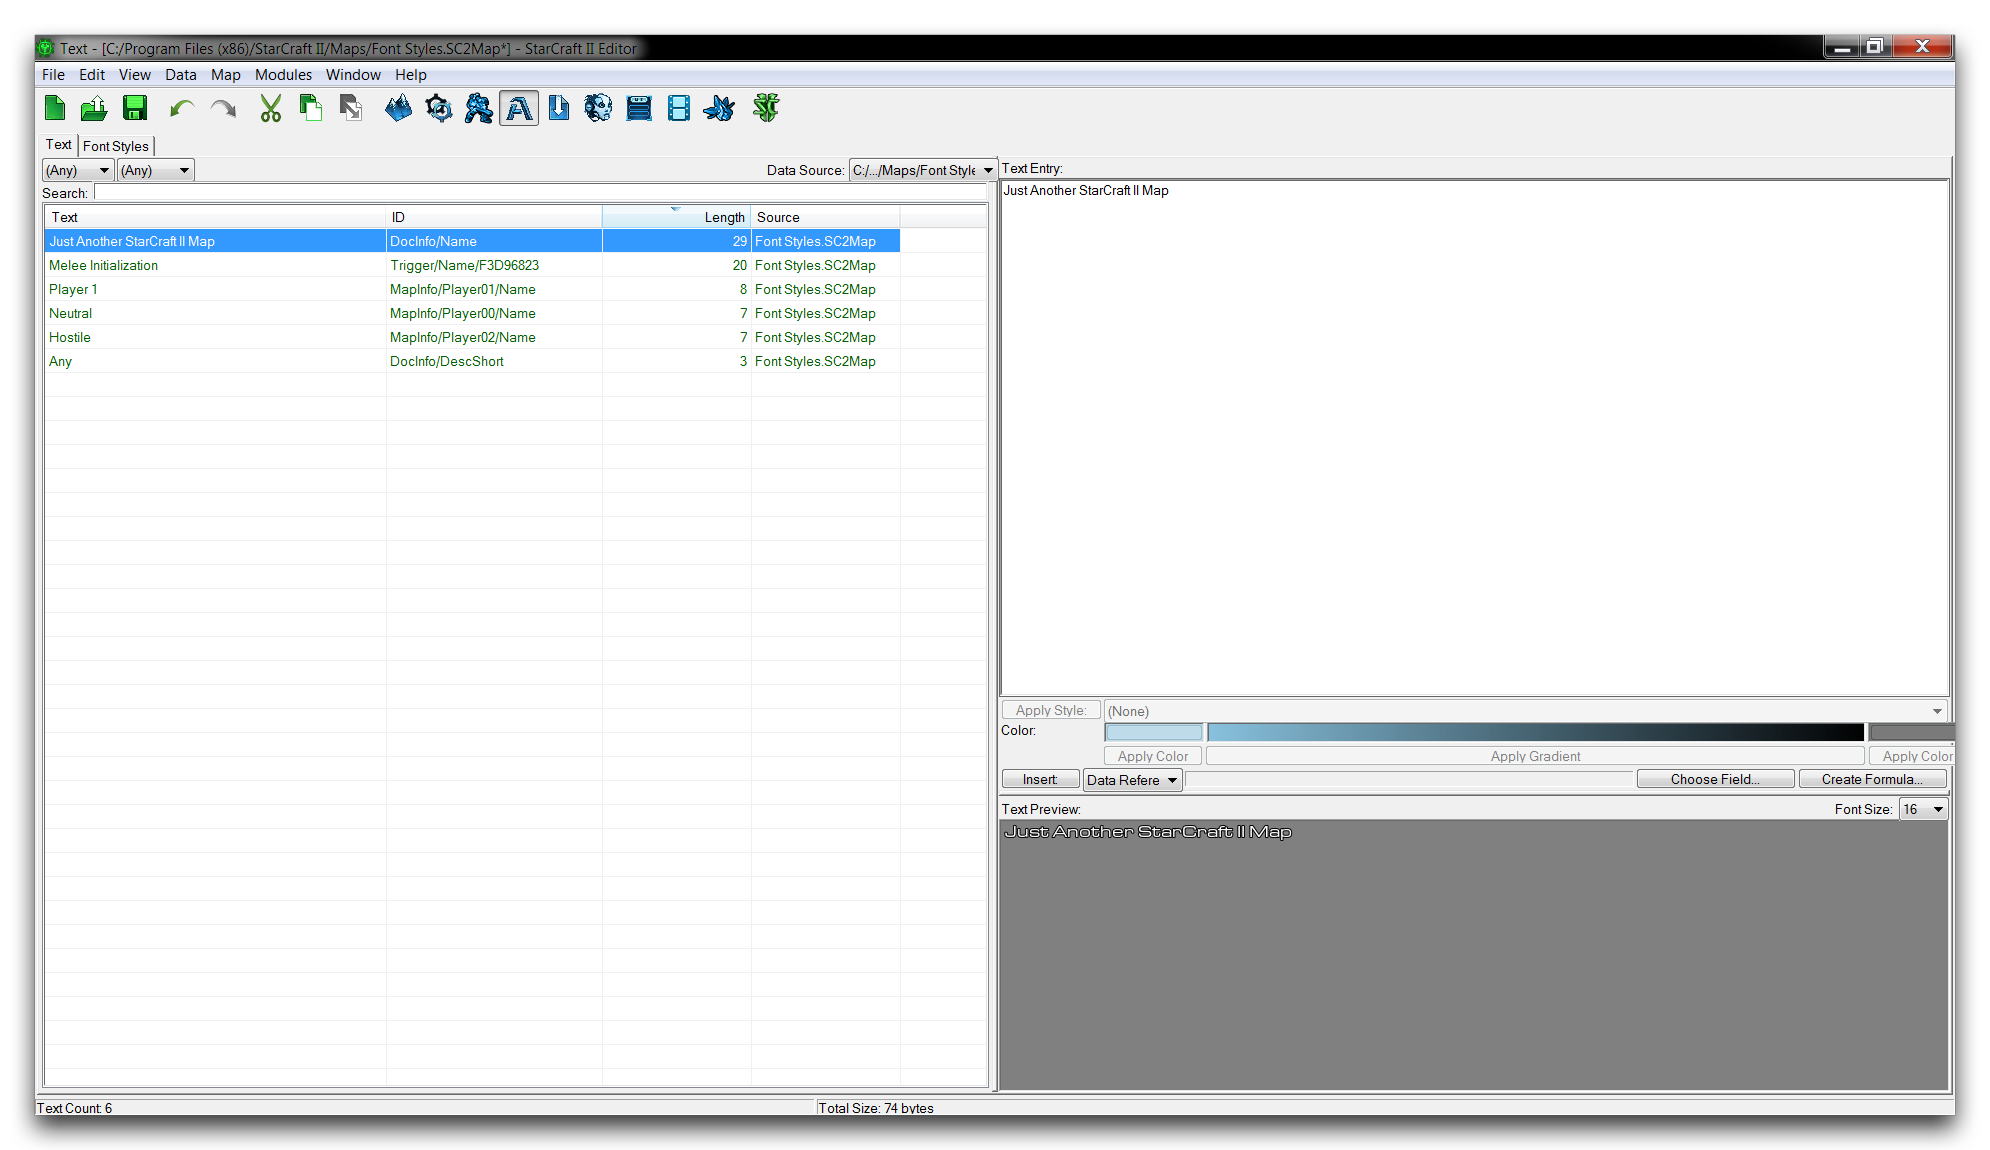 Text - [C:/Program Files (x86)/StarCraft II/Maps/Font Styles.SC2Map*] - StarCraft II Editor
File Edit View Data Map Modules Window Help
Text Font Styles
(Any) (Any) Data Source: C:/.../Maps/Font Style
Search:
Text ID Length Source
Just Another StarCraft II Map DocInfo/Name 29 Font Styles.SC2Map
Melee Initialization Trigger/Name/F3D96823 20 Font Styles.SC2Map
Player 1 MapInfo/Player01/Name 8 Font Styles.SC2Map
Neutral MapInfo/Player00/Name 7 Font Styles.SC2Map
Hostile MapInfo/Player02/Name 7 Font Styles.SC2Map
Any DocInfo/DescShort 3 Font Styles.SC2Map
Text Entry:
Just Another StarCraft II Map
Apply Style: (None)
Color:
Apply Color Apply Gradient Apply Color
Insert Data Refere Choose Field... Create Formula...
Text Preview: Font Size: 16
Just Another StarCraft II Map
Text Count: 6 Total Size: 74 bytes